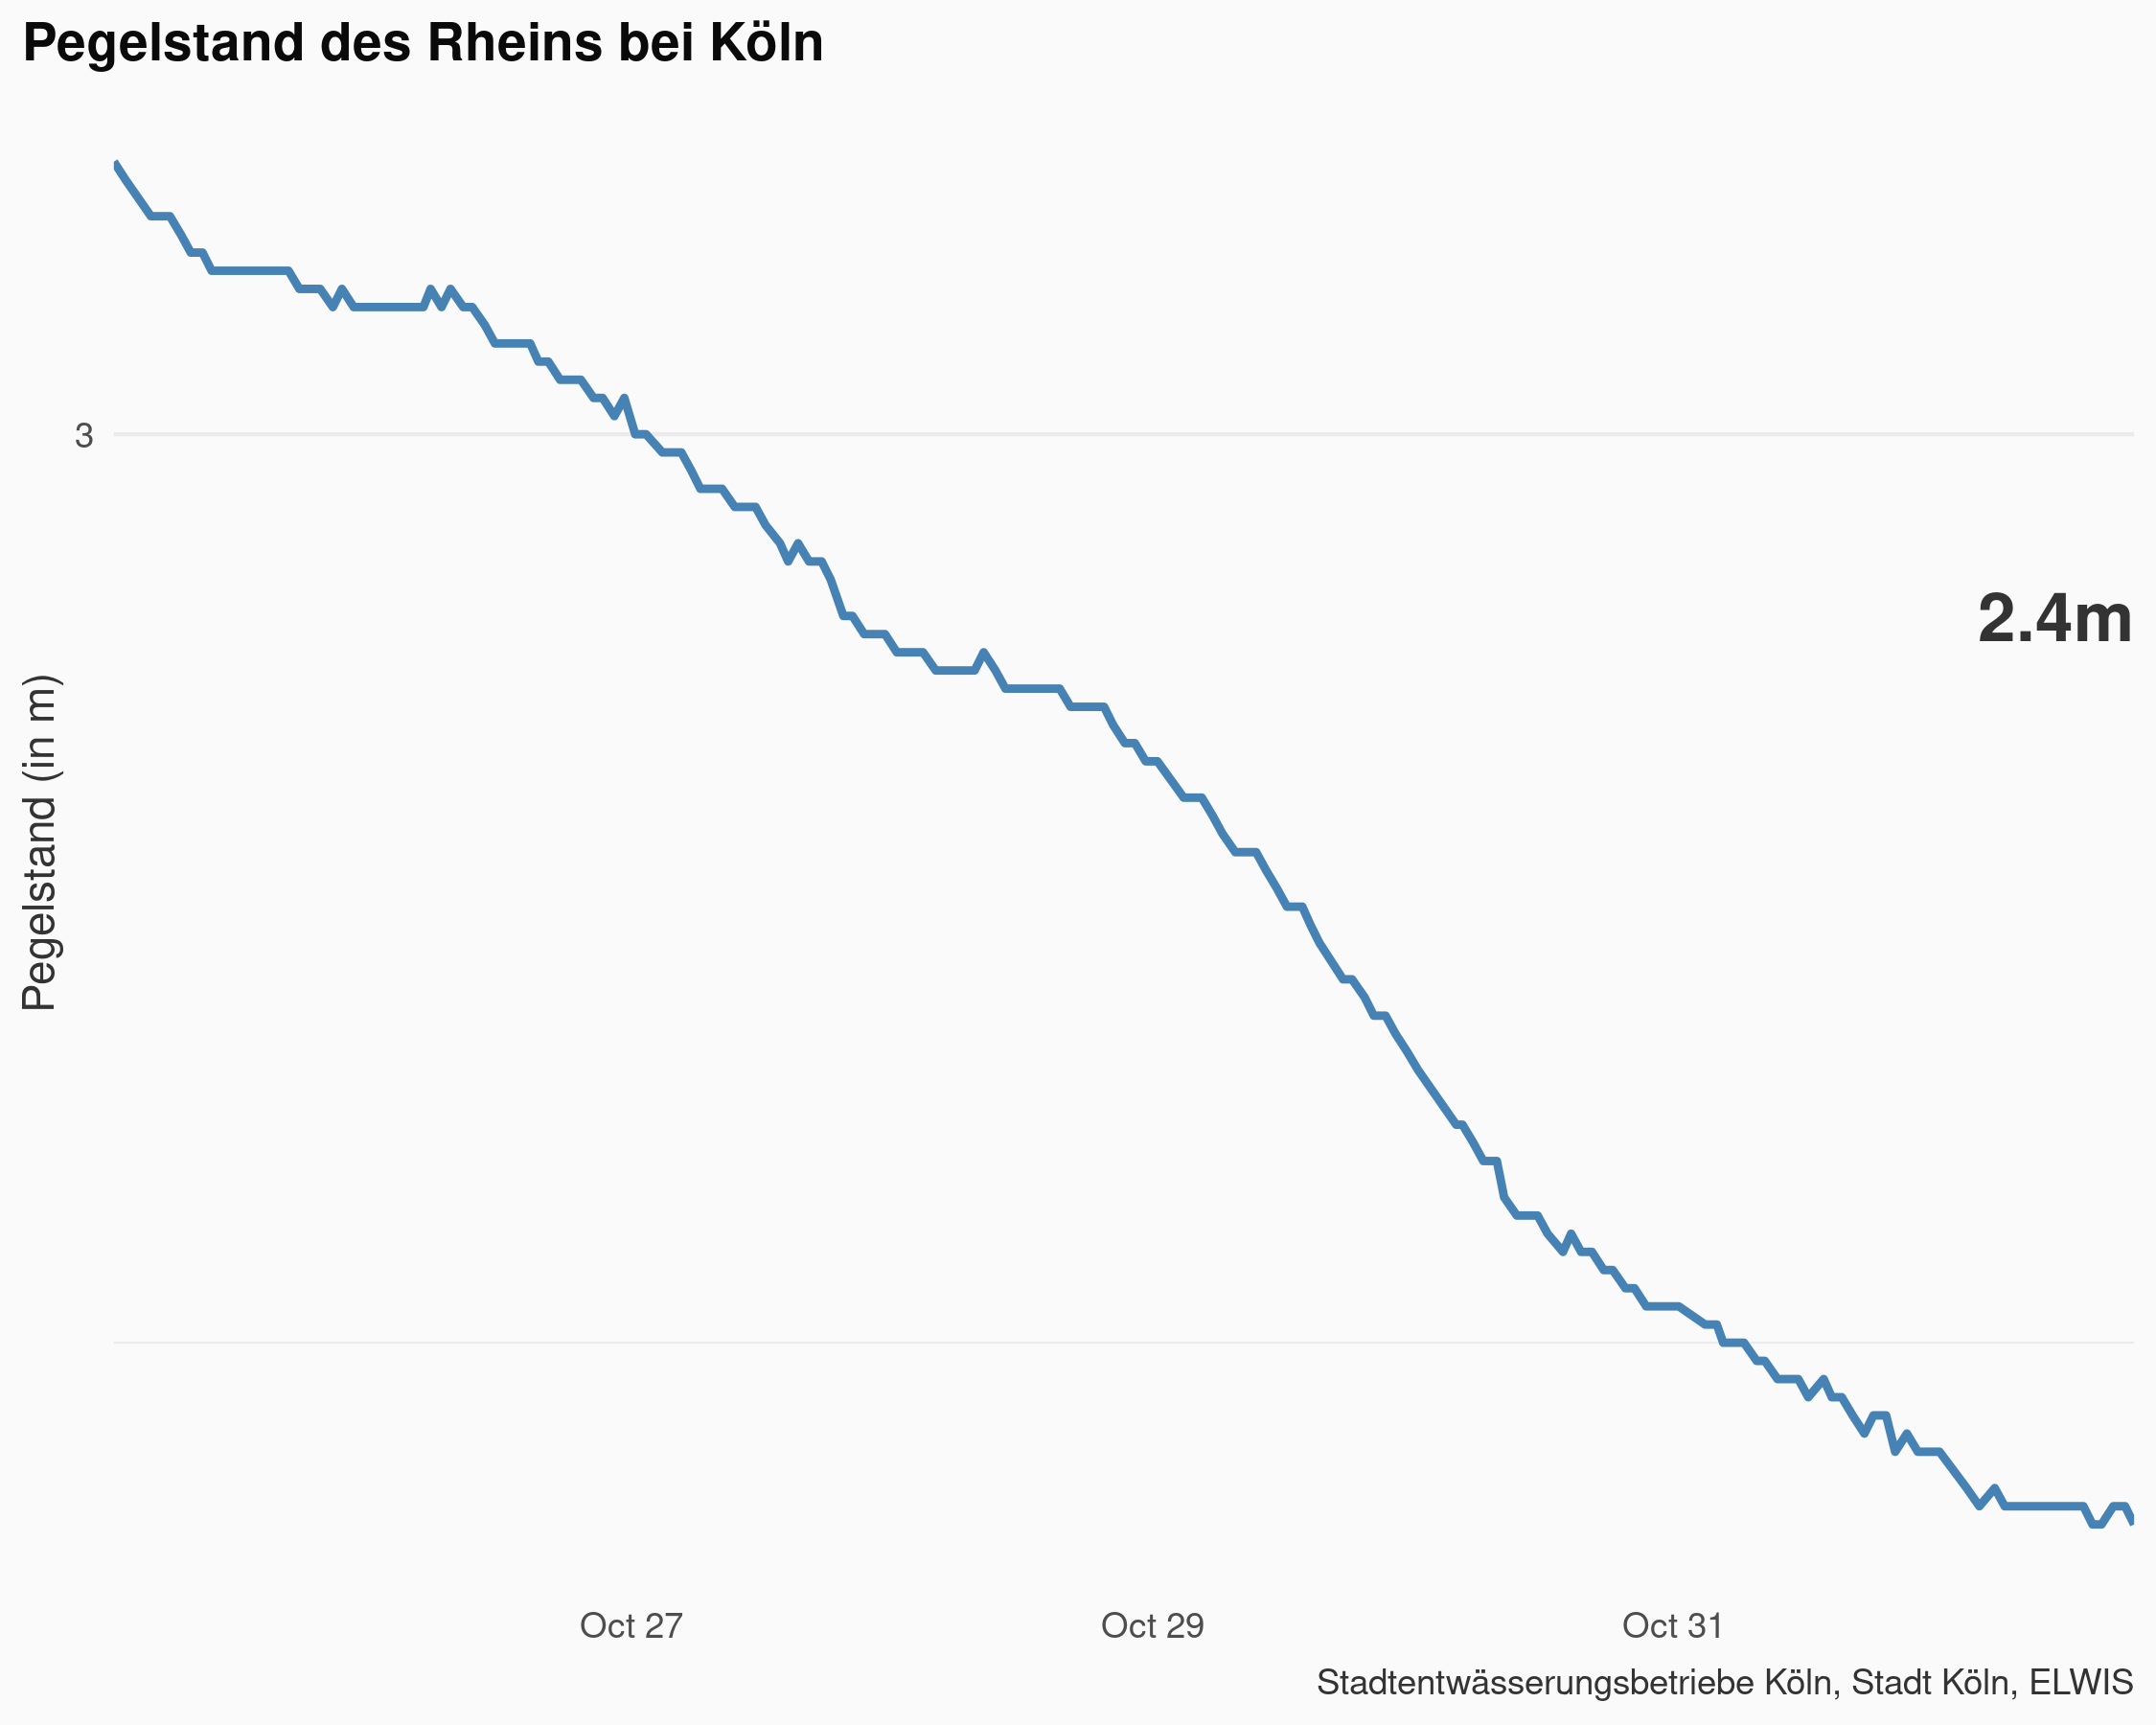 Pegelstand des Rheins bei Köln
3
2.4m
Pegelstand (in m)
Oct 27
Oct 29
Oct 31
Stadtentwässerungsbetriebe Köln, Stadt Köln, ELWIS